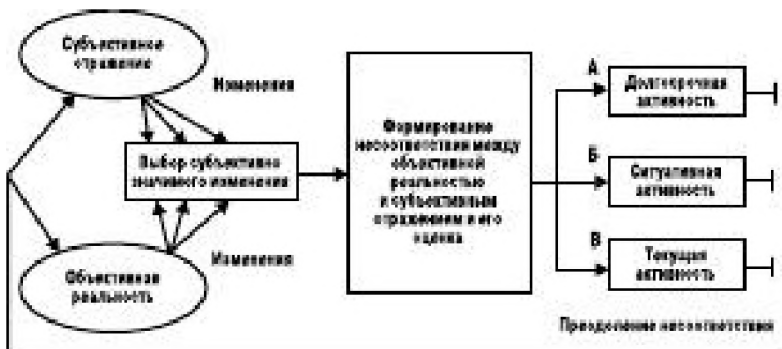 Субъективное
отражение
Изменения
Выбор субъективно
значимого изменения
Изменения
Объективная
реальность
Формирование
несоответствия между
объективной
реальностью
и субъективным
отражением и его
оценка
А
Долгосрочная
активность
Б
Ситуативная
активность
В
Текущая
активность
Преодоление несоответствия